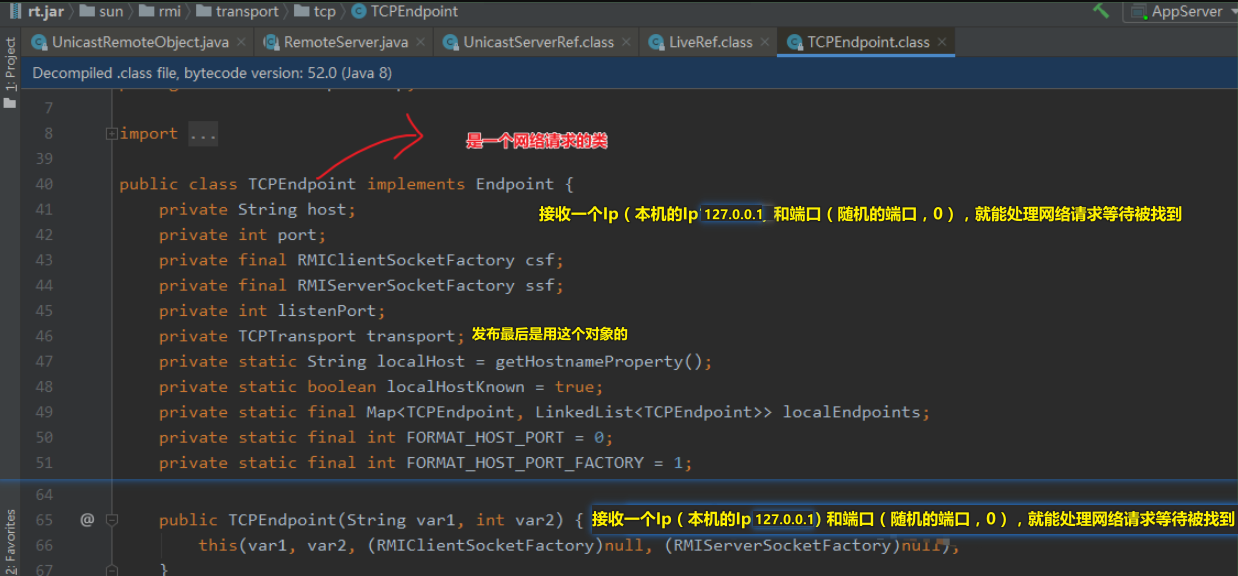 rt.jar sun rmi transport tcp TCPEndpoint AppServer
UnicastRemoteObject.java RemoteServer.java UnicastServerRef.class LiveRef.class TCPEndpoint.class
1: Project
Decompiled .class file, bytecode version: 52.0 (Java 8)
7
8 import ...
是一个网络请求的类
39
40 public class TCPEndpoint implements Endpoint {
41 private String host;
接收一个Ip(本机的Ip 127.0.0.1) 和端口(随机的端口,0),就能处理网络请求等待被找到
42 private int port;
43 private final RMIClientSocketFactory csf;
44 private final RMIServerSocketFactory ssf;
45 private int listenPort;
46 private TCPTransport transport; 发布最后是用这个对象的
47 private static String localHost = getHostnameProperty();
48 private static boolean localHostKnown = true;
49 private static final Map<TCPEndpoint, LinkedList<TCPEndpoint>> localEndpoints;
50 private static final int FORMAT_HOST_PORT = 0;
51 private static final int FORMAT_HOST_PORT_FACTORY = 1;
64
65 @ public TCPEndpoint(String var1, int var2) { 接收一个Ip(本机的Ip 127.0.0.1) 和端口(随机的端口,0),就能处理网络请求等待被找到
66 this(var1, var2, (RMIClientSocketFactory)null, (RMIServerSocketFactory)null);
67 }
2: Favorites